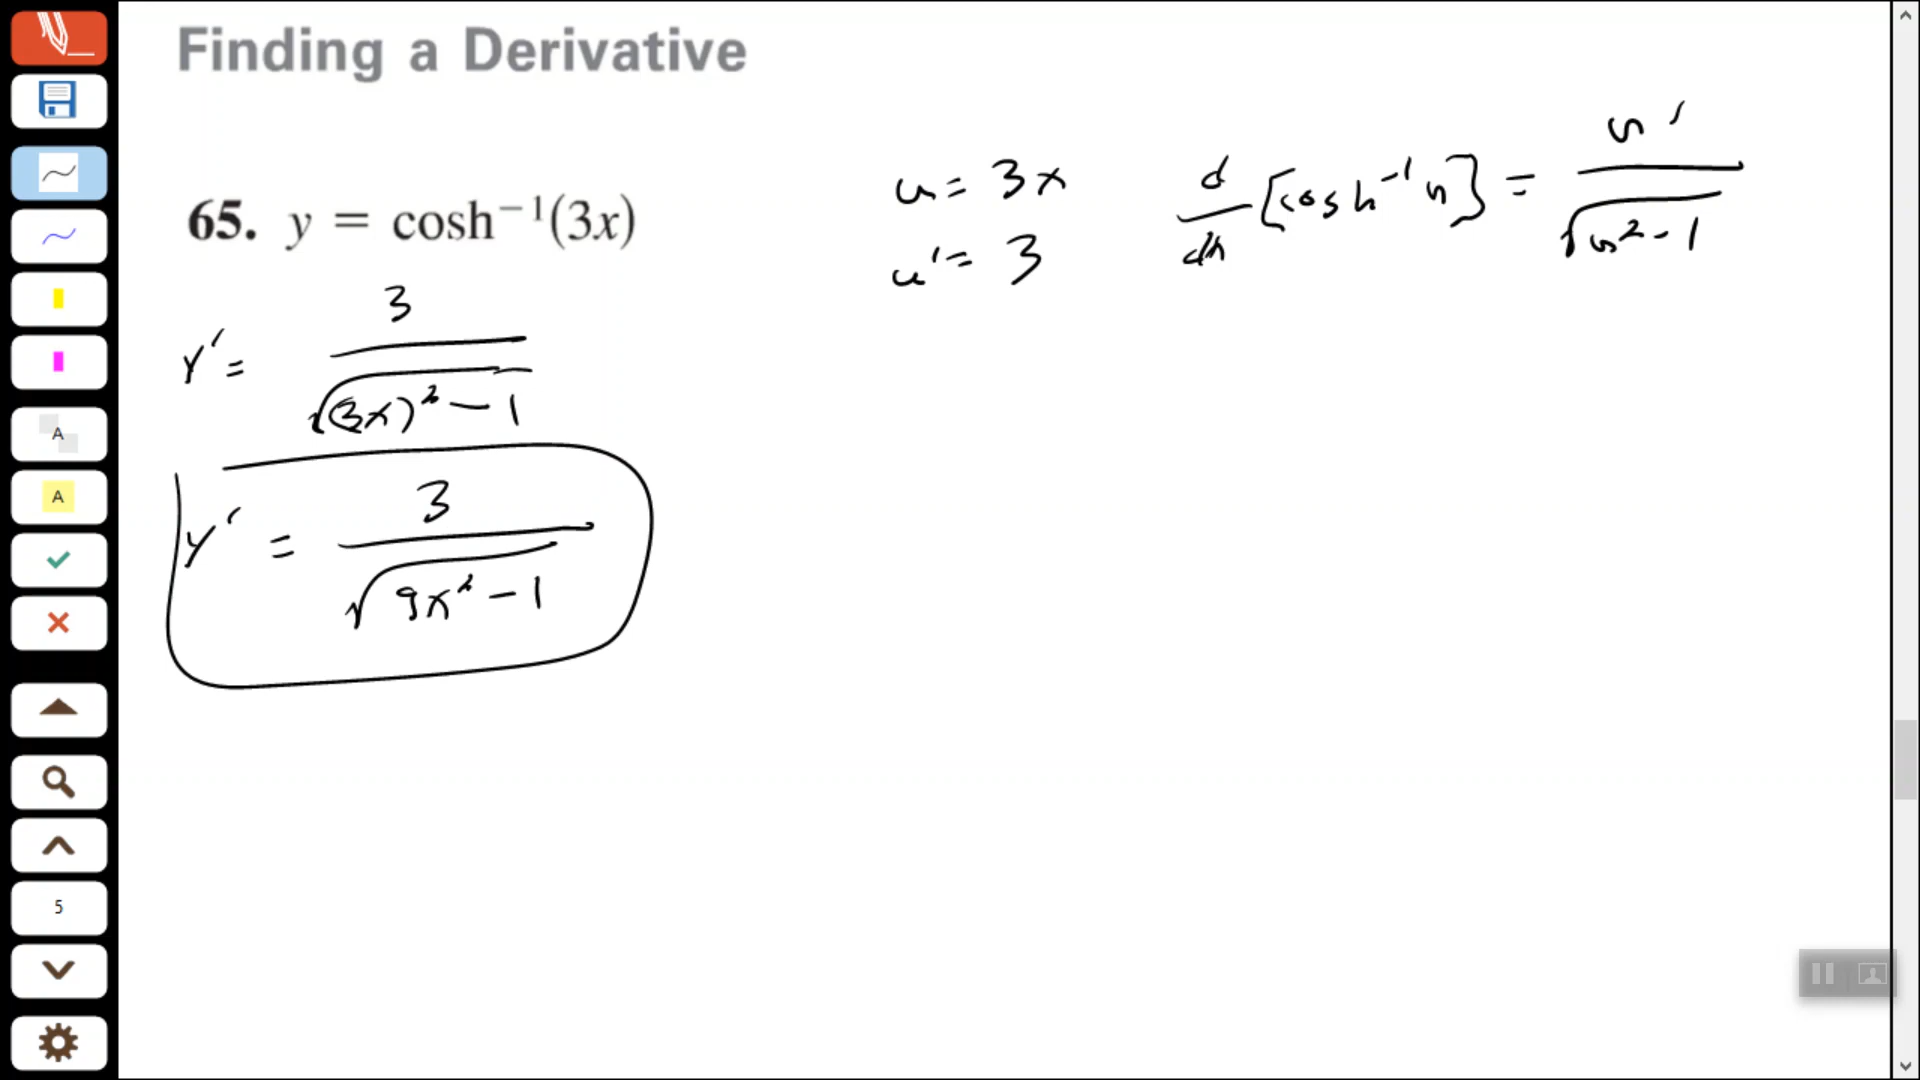 Finding a Derivative
65. y = cosh⁻¹(3x)
u = 3x
u' = 3
d/dx [cosh⁻¹ u] = u' / √(u² - 1)
y' = 3 / √((3x)² - 1)
y' = 3 / √(9x² - 1)
A
A
5